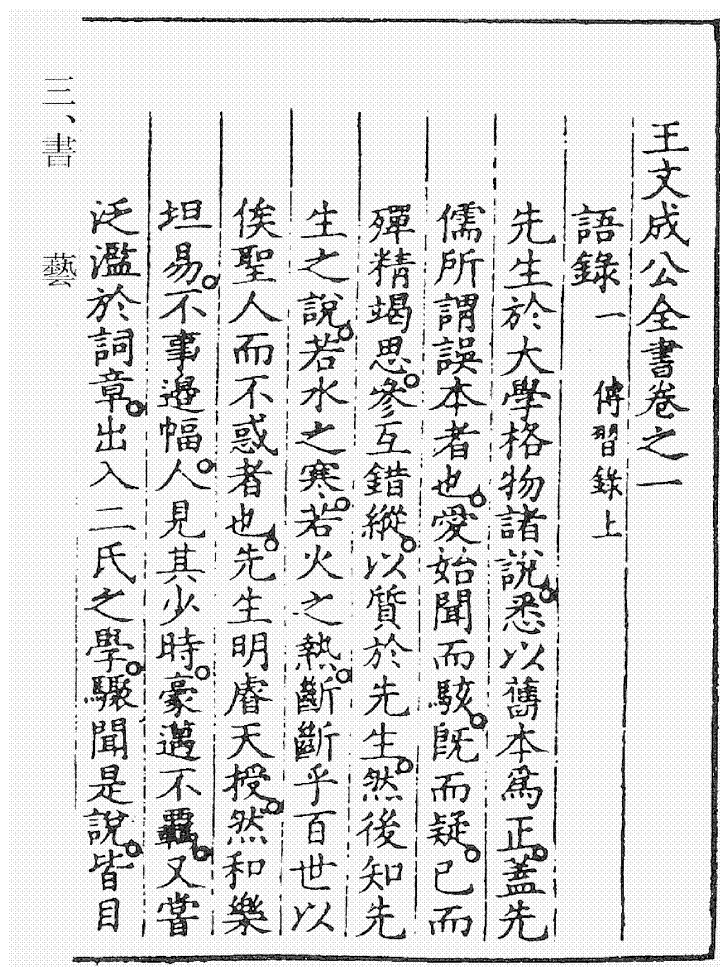 王文成公全書卷之一
語錄一　傳習錄上
先生於大學格物諸說。悉以舊本爲正。蓋先
儒所謂誤本者也。愛始聞而駭。旣而疑。已而
殫精竭思。參互錯縱。以質於先生。然後知先
生之說。若水之寒。若火之熱。斷斷乎百世以
俟聖人而不惑者也。先生明睿天授。然和樂
坦易。不事邊幅。人見其少時。豪邁不羈。又嘗
泛濫於詞章。出入二氏之學。驟聞是說。皆目
三、書　藝